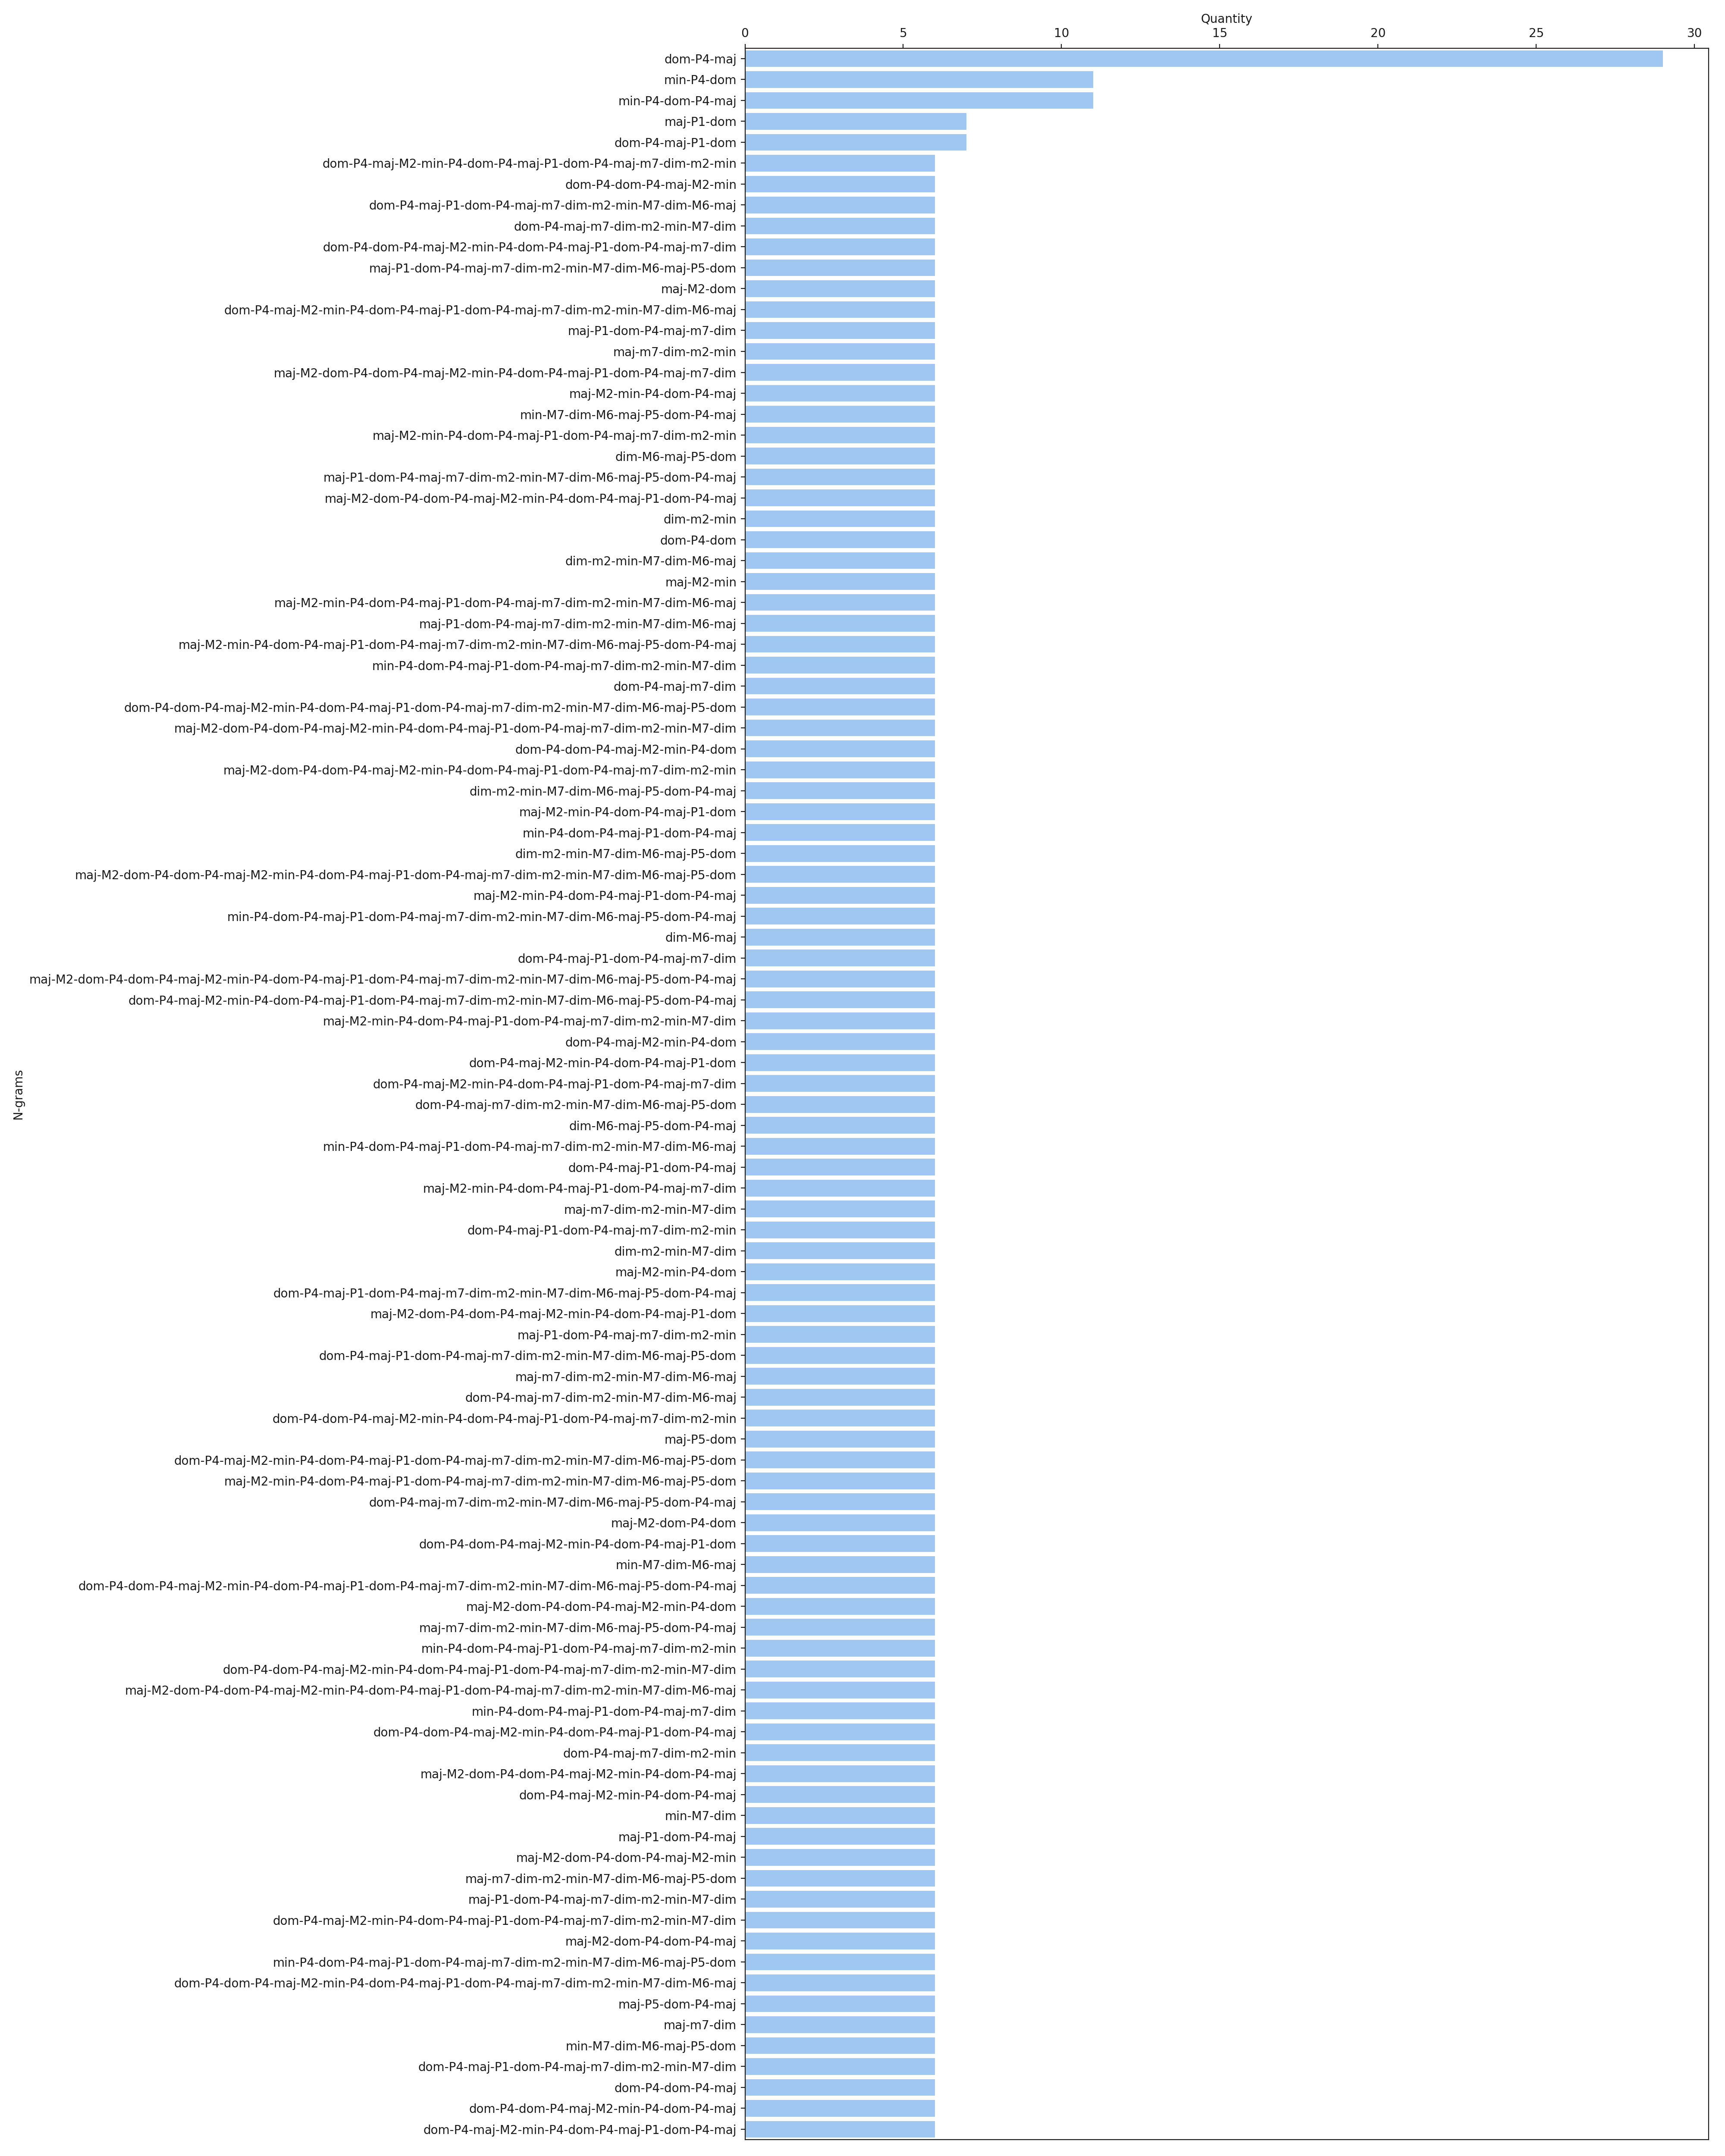 Quantity
0 5 10 15 20 25 30
dom-P4-maj
min-P4-dom
min-P4-dom-P4-maj
maj-P1-dom
dom-P4-maj-P1-dom
dom-P4-maj-M2-min-P4-dom-P4-maj-P1-dom-P4-maj-m7-dim-m2-min
dom-P4-dom-P4-maj-M2-min
dom-P4-maj-P1-dom-P4-maj-m7-dim-m2-min-M7-dim-M6-maj
dom-P4-maj-m7-dim-m2-min-M7-dim
dom-P4-dom-P4-maj-M2-min-P4-dom-P4-maj-P1-dom-P4-maj-m7-dim
maj-P1-dom-P4-maj-m7-dim-m2-min-M7-dim-M6-maj-P5-dom
maj-M2-dom
dom-P4-maj-M2-min-P4-dom-P4-maj-P1-dom-P4-maj-m7-dim-m2-min-M7-dim-M6-maj
maj-P1-dom-P4-maj-m7-dim
maj-m7-dim-m2-min
maj-M2-dom-P4-dom-P4-maj-M2-min-P4-dom-P4-maj-P1-dom-P4-maj-m7-dim
maj-M2-min-P4-dom-P4-maj
min-M7-dim-M6-maj-P5-dom-P4-maj
maj-M2-min-P4-dom-P4-maj-P1-dom-P4-maj-m7-dim-m2-min
dim-M6-maj-P5-dom
maj-P1-dom-P4-maj-m7-dim-m2-min-M7-dim-M6-maj-P5-dom-P4-maj
maj-M2-dom-P4-dom-P4-maj-M2-min-P4-dom-P4-maj-P1-dom-P4-maj
dim-m2-min
dom-P4-dom
dim-m2-min-M7-dim-M6-maj
maj-M2-min
maj-M2-min-P4-dom-P4-maj-P1-dom-P4-maj-m7-dim-m2-min-M7-dim-M6-maj
maj-P1-dom-P4-maj-m7-dim-m2-min-M7-dim-M6-maj
maj-M2-min-P4-dom-P4-maj-P1-dom-P4-maj-m7-dim-m2-min-M7-dim-M6-maj-P5-dom-P4-maj
min-P4-dom-P4-maj-P1-dom-P4-maj-m7-dim-m2-min-M7-dim
dom-P4-maj-m7-dim
dom-P4-dom-P4-maj-M2-min-P4-dom-P4-maj-P1-dom-P4-maj-m7-dim-m2-min-M7-dim-M6-maj-P5-dom
maj-M2-dom-P4-dom-P4-maj-M2-min-P4-dom-P4-maj-P1-dom-P4-maj-m7-dim-m2-min-M7-dim
dom-P4-dom-P4-maj-M2-min-P4-dom
maj-M2-dom-P4-dom-P4-maj-M2-min-P4-dom-P4-maj-P1-dom-P4-maj-m7-dim-m2-min
dim-m2-min-M7-dim-M6-maj-P5-dom-P4-maj
maj-M2-min-P4-dom-P4-maj-P1-dom
min-P4-dom-P4-maj-P1-dom-P4-maj
dim-m2-min-M7-dim-M6-maj-P5-dom
maj-M2-dom-P4-dom-P4-maj-M2-min-P4-dom-P4-maj-P1-dom-P4-maj-m7-dim-m2-min-M7-dim-M6-maj-P5-dom
maj-M2-min-P4-dom-P4-maj-P1-dom-P4-maj
min-P4-dom-P4-maj-P1-dom-P4-maj-m7-dim-m2-min-M7-dim-M6-maj-P5-dom-P4-maj
dim-M6-maj
dom-P4-maj-P1-dom-P4-maj-m7-dim
maj-M2-dom-P4-dom-P4-maj-M2-min-P4-dom-P4-maj-P1-dom-P4-maj-m7-dim-m2-min-M7-dim-M6-maj-P5-dom-P4-maj
dom-P4-maj-M2-min-P4-dom-P4-maj-P1-dom-P4-maj-m7-dim-m2-min-M7-dim-M6-maj-P5-dom-P4-maj
maj-M2-min-P4-dom-P4-maj-P1-dom-P4-maj-m7-dim-m2-min-M7-dim
dom-P4-maj-M2-min-P4-dom
dom-P4-maj-M2-min-P4-dom-P4-maj-P1-dom
dom-P4-maj-M2-min-P4-dom-P4-maj-P1-dom-P4-maj-m7-dim
N-grams
dom-P4-maj-m7-dim-m2-min-M7-dim-M6-maj-P5-dom
dim-M6-maj-P5-dom-P4-maj
min-P4-dom-P4-maj-P1-dom-P4-maj-m7-dim-m2-min-M7-dim-M6-maj
dom-P4-maj-P1-dom-P4-maj
maj-M2-min-P4-dom-P4-maj-P1-dom-P4-maj-m7-dim
maj-m7-dim-m2-min-M7-dim
dom-P4-maj-P1-dom-P4-maj-m7-dim-m2-min
dim-m2-min-M7-dim
maj-M2-min-P4-dom
dom-P4-maj-P1-dom-P4-maj-m7-dim-m2-min-M7-dim-M6-maj-P5-dom-P4-maj
maj-M2-dom-P4-dom-P4-maj-M2-min-P4-dom-P4-maj-P1-dom
maj-P1-dom-P4-maj-m7-dim-m2-min
dom-P4-maj-P1-dom-P4-maj-m7-dim-m2-min-M7-dim-M6-maj-P5-dom
maj-m7-dim-m2-min-M7-dim-M6-maj
dom-P4-maj-m7-dim-m2-min-M7-dim-M6-maj
dom-P4-dom-P4-maj-M2-min-P4-dom-P4-maj-P1-dom-P4-maj-m7-dim-m2-min
maj-P5-dom
dom-P4-maj-M2-min-P4-dom-P4-maj-P1-dom-P4-maj-m7-dim-m2-min-M7-dim-M6-maj-P5-dom
maj-M2-min-P4-dom-P4-maj-P1-dom-P4-maj-m7-dim-m2-min-M7-dim-M6-maj-P5-dom
dom-P4-maj-m7-dim-m2-min-M7-dim-M6-maj-P5-dom-P4-maj
maj-M2-dom-P4-dom
dom-P4-dom-P4-maj-M2-min-P4-dom-P4-maj-P1-dom
min-M7-dim-M6-maj
dom-P4-dom-P4-maj-M2-min-P4-dom-P4-maj-P1-dom-P4-maj-m7-dim-m2-min-M7-dim-M6-maj-P5-dom-P4-maj
maj-M2-dom-P4-dom-P4-maj-M2-min-P4-dom
maj-m7-dim-m2-min-M7-dim-M6-maj-P5-dom-P4-maj
min-P4-dom-P4-maj-P1-dom-P4-maj-m7-dim-m2-min
dom-P4-dom-P4-maj-M2-min-P4-dom-P4-maj-P1-dom-P4-maj-m7-dim-m2-min-M7-dim
maj-M2-dom-P4-dom-P4-maj-M2-min-P4-dom-P4-maj-P1-dom-P4-maj-m7-dim-m2-min-M7-dim-M6-maj
min-P4-dom-P4-maj-P1-dom-P4-maj-m7-dim
dom-P4-dom-P4-maj-M2-min-P4-dom-P4-maj-P1-dom-P4-maj
dom-P4-maj-m7-dim-m2-min
maj-M2-dom-P4-dom-P4-maj-M2-min-P4-dom-P4-maj
dom-P4-maj-M2-min-P4-dom-P4-maj
min-M7-dim
maj-P1-dom-P4-maj
maj-M2-dom-P4-dom-P4-maj-M2-min
maj-m7-dim-m2-min-M7-dim-M6-maj-P5-dom
maj-P1-dom-P4-maj-m7-dim-m2-min-M7-dim
dom-P4-maj-M2-min-P4-dom-P4-maj-P1-dom-P4-maj-m7-dim-m2-min-M7-dim
maj-M2-dom-P4-dom-P4-maj
min-P4-dom-P4-maj-P1-dom-P4-maj-m7-dim-m2-min-M7-dim-M6-maj-P5-dom
dom-P4-dom-P4-maj-M2-min-P4-dom-P4-maj-P1-dom-P4-maj-m7-dim-m2-min-M7-dim-M6-maj
maj-P5-dom-P4-maj
maj-m7-dim
min-M7-dim-M6-maj-P5-dom
dom-P4-maj-P1-dom-P4-maj-m7-dim-m2-min-M7-dim
dom-P4-dom-P4-maj
dom-P4-dom-P4-maj-M2-min-P4-dom-P4-maj
dom-P4-maj-M2-min-P4-dom-P4-maj-P1-dom-P4-maj